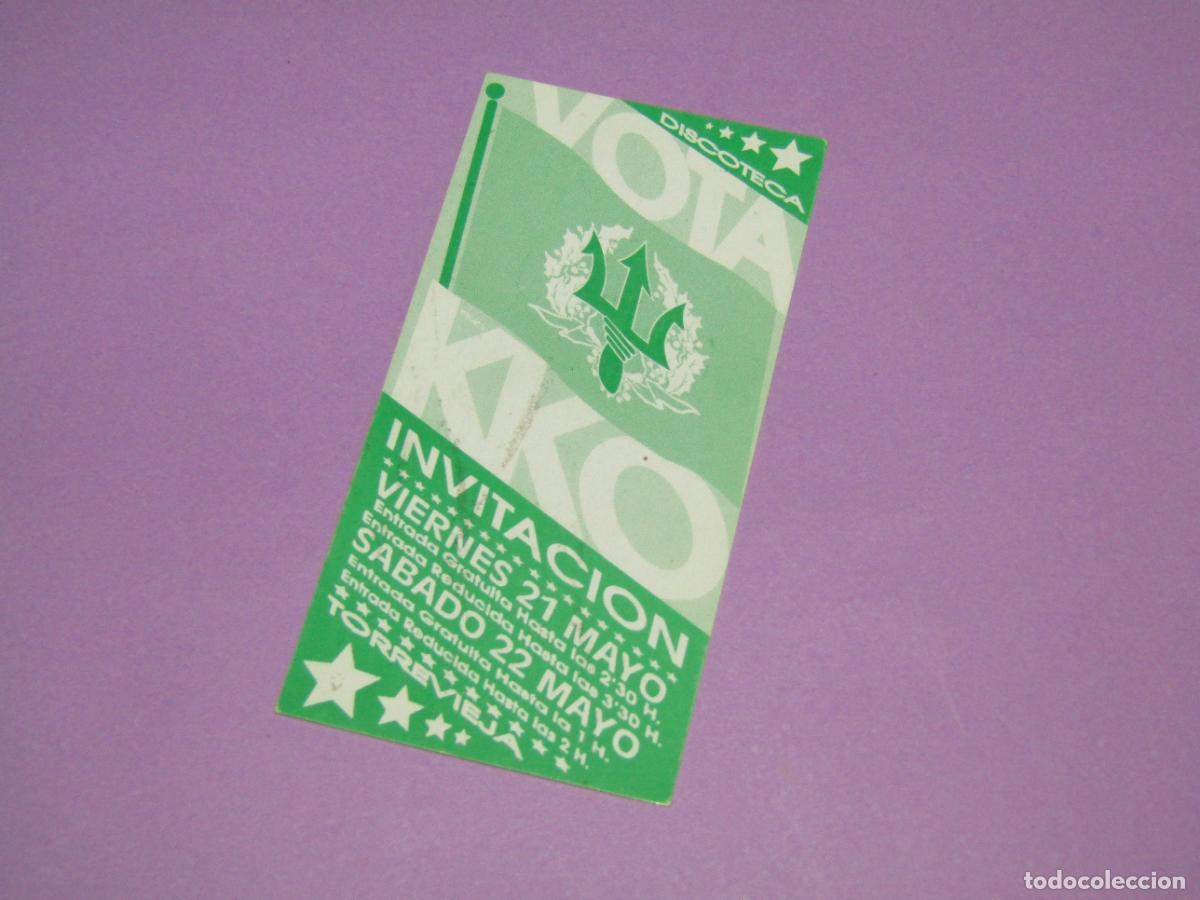 DISCOTECA
VOTA
KKO
INVITACION
VIERNES 21 MAYO
Entrada Gratuita Hasta las 2'30 H.
Entrada Reducida Hasta las 3'30 H.
SABADO 22 MAYO
Entrada Gratuita Hasta la 1 H.
Entrada Reducida Hasta las 2 H.
TORREVIEJA
todocoleccion